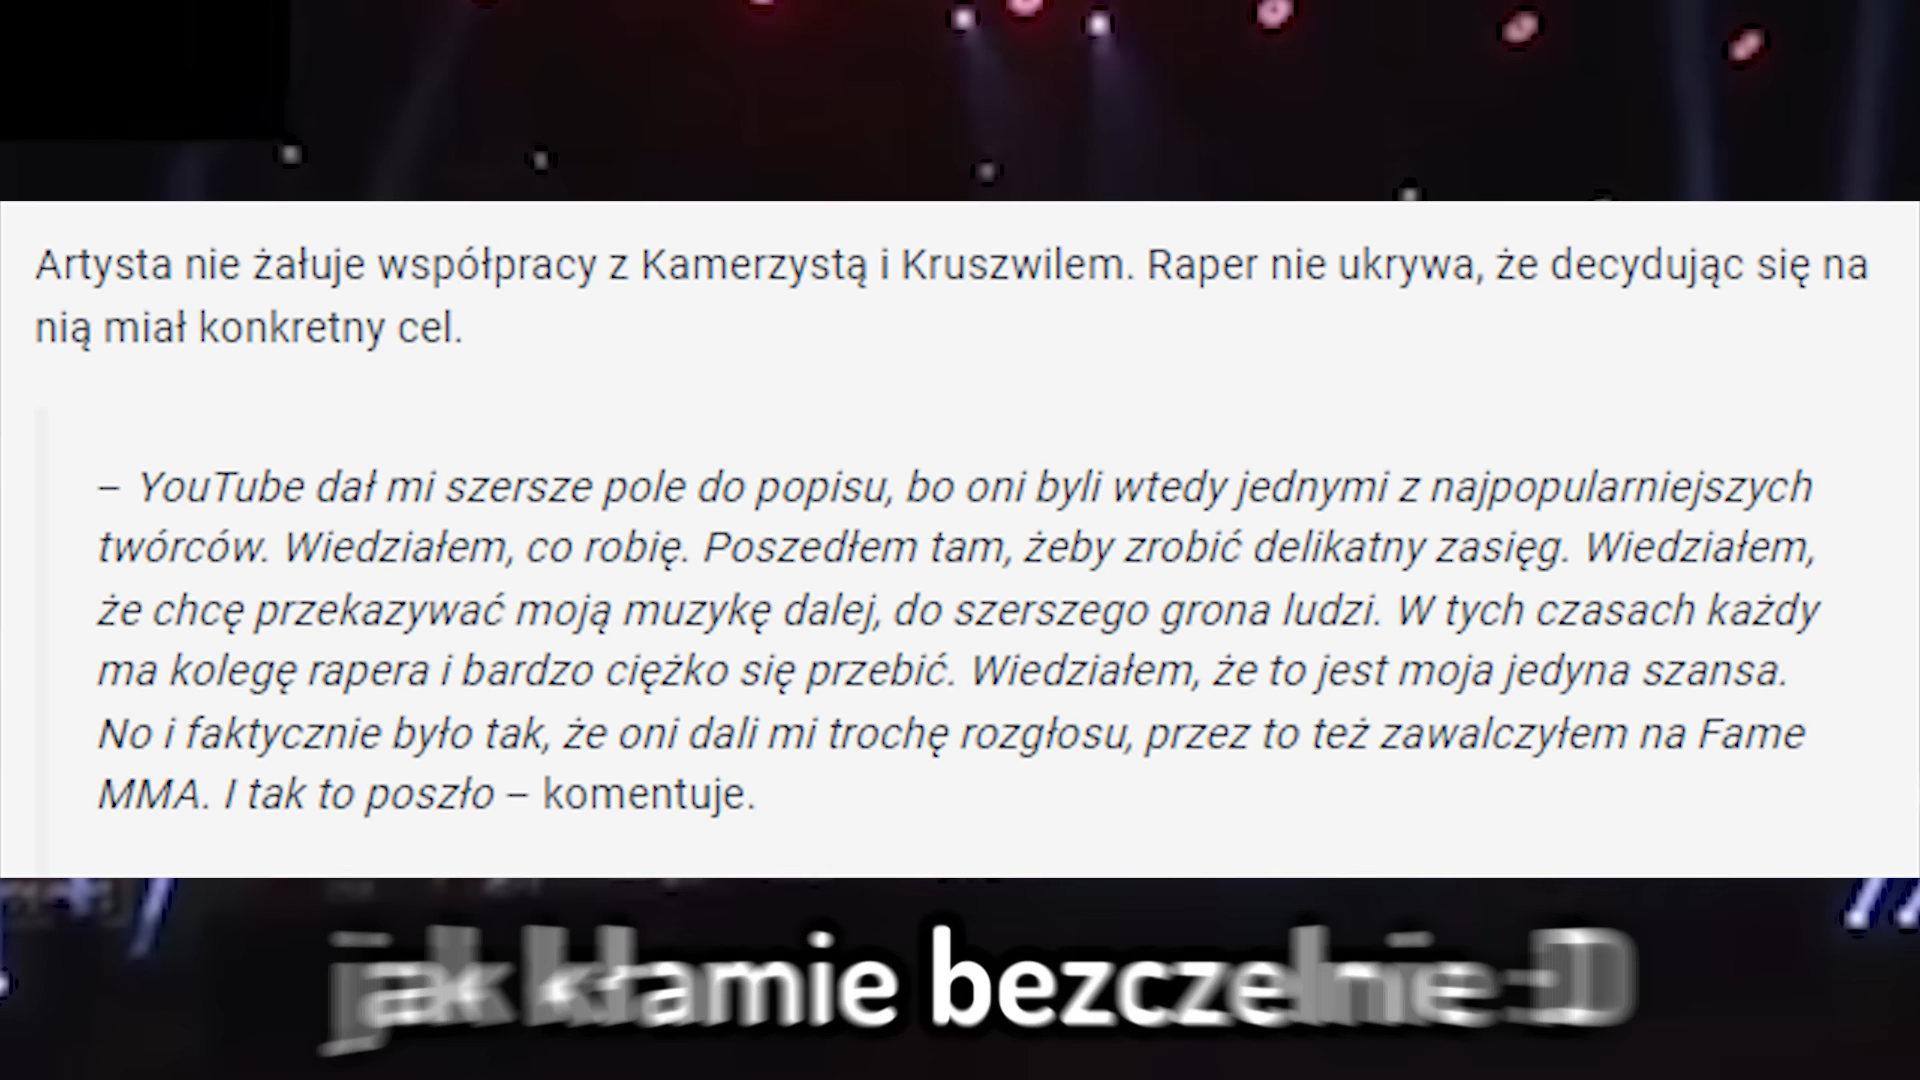 Artysta nie żałuje współpracy z Kamerzystą i Kruszwilem. Raper nie ukrywa, że decydując się na
nią miał konkretny cel.
– YouTube dał mi szersze pole do popisu, bo oni byli wtedy jednymi z najpopularniejszych
twórców. Wiedziałem, co robię. Poszedłem tam, żeby zrobić delikatny zasięg. Wiedziałem,
że chcę przekazywać moją muzykę dalej, do szerszego grona ludzi. W tych czasach każdy
ma kolegę rapera i bardzo ciężko się przebić. Wiedziałem, że to jest moja jedyna szansa.
No i faktycznie było tak, że oni dali mi trochę rozgłosu, przez to też zawalczyłem na Fame
MMA. I tak to poszło – komentuje.
jak kłamie bezczelnie :D